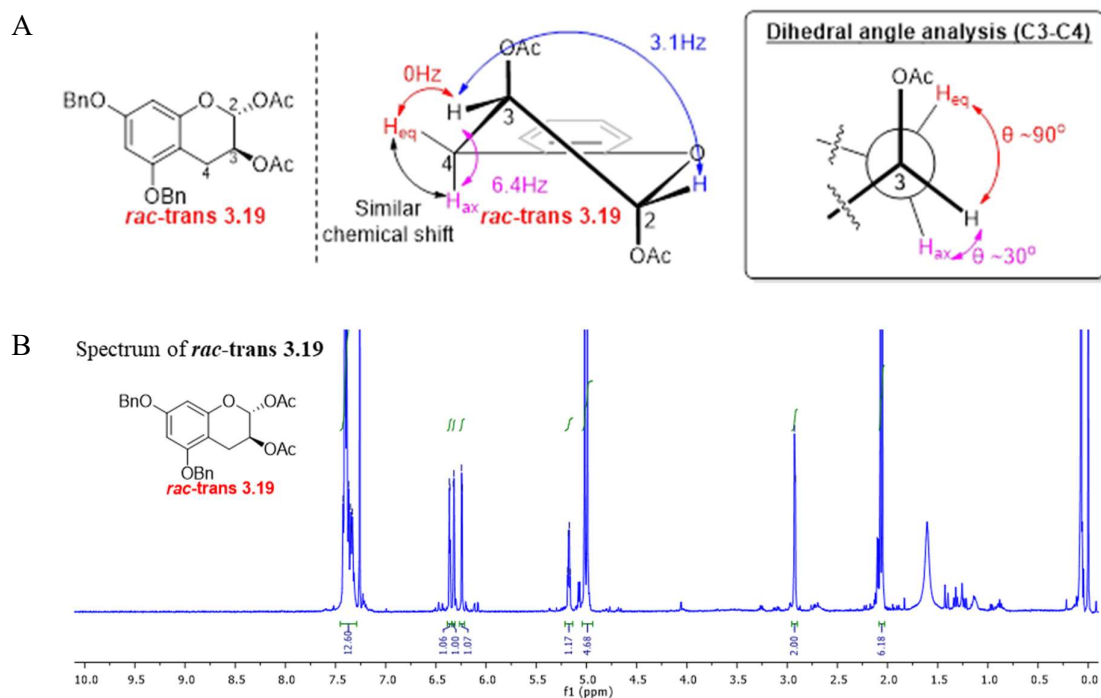 A
BnO
O
2
OAc
3
OAc
4
OBn
rac-trans 3.19
OAc
3.1Hz
0Hz
H
3
Heq
4
O
H
6.4Hz
Hax
rac-trans 3.19
2
Similar
chemical shift
OAc
Dihedral angle analysis (C3-C4)
OAc
Heq
θ ~90°
3
H
Hax
θ ~30°
B
Spectrum of rac-trans 3.19
BnO
O
OAc
OAc
OBn
rac-trans 3.19
12.60
1.06
1.00
1.07
1.17
4.68
2.00
6.18
10.0 9.5 9.0 8.5 8.0 7.5 7.0 6.5 6.0 5.5 5.0 4.5 4.0 3.5 3.0 2.5 2.0 1.5 1.0 0.5 0.0
f1 (ppm)